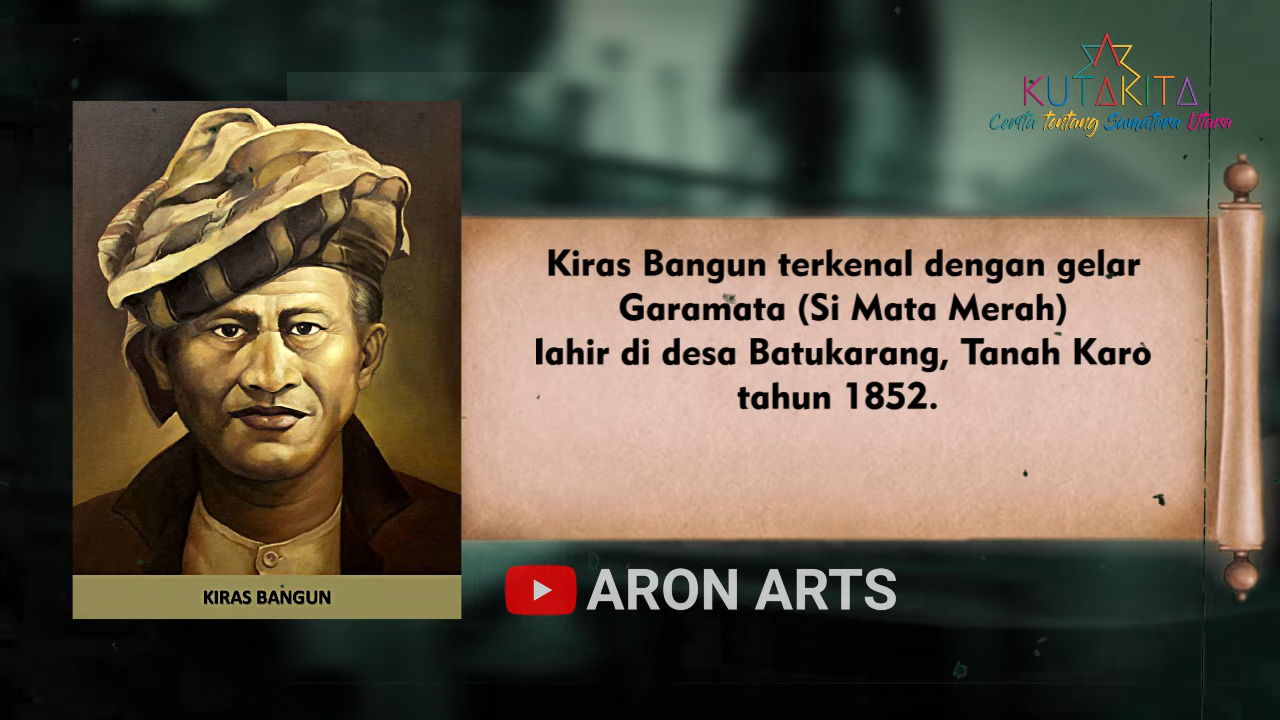 KUTAKITA
Cerita tentang Sumatera Utara
Kiras Bangun terkenal dengan gelar
Garamata (Si Mata Merah)
lahir di desa Batukarang, Tanah Karo
tahun 1852.
KIRAS BANGUN
ARON ARTS